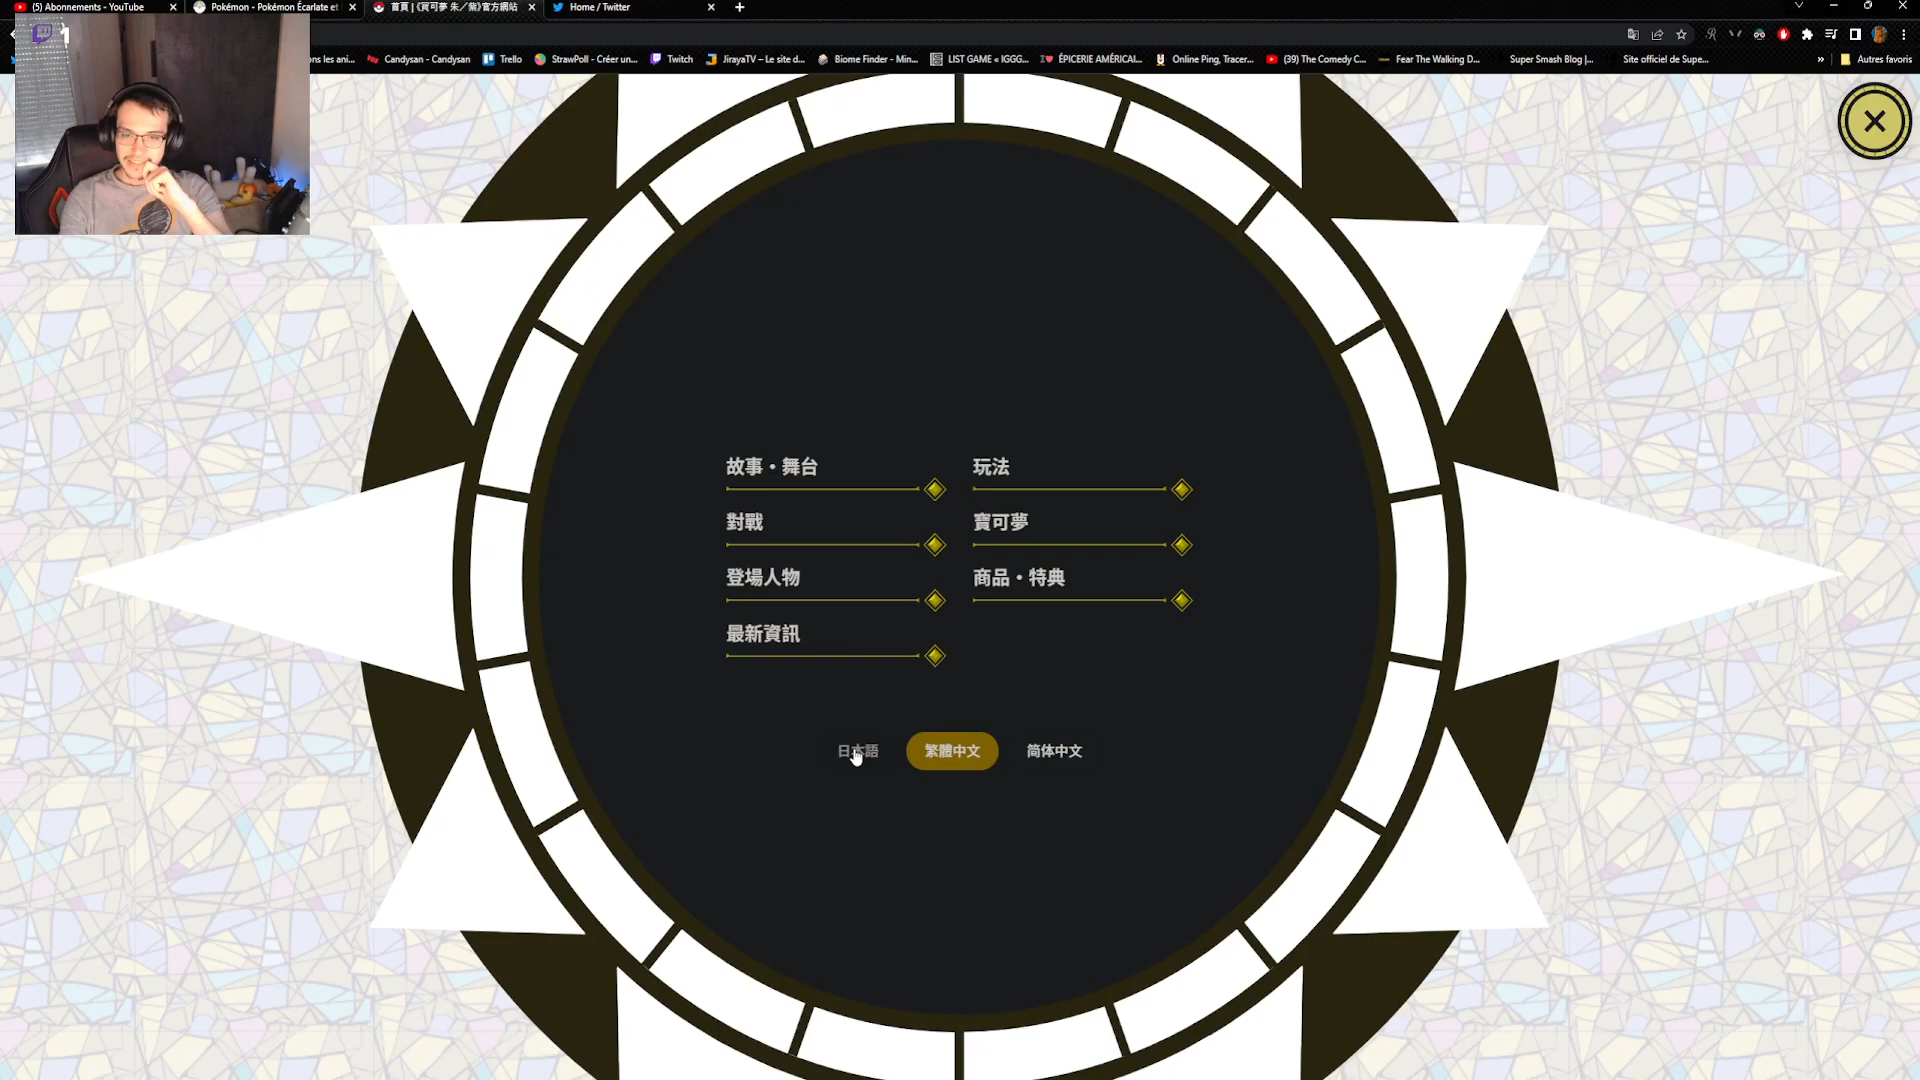 (5) Abonnements - YouTube
Pokémon - Pokémon Écarlate et
首頁 |《寶可夢 朱／紫》官方網站
Home / Twitter
ons les ani...
Candysan - Candysan
Trello
StrawPoll - Créer un...
Twitch
JirayaTV – Le site d...
Biome Finder - Min...
LIST GAME « IGGG...
ÉPICERIE AMÉRICAI...
Online Ping, Tracer...
(39) The Comedy C...
Fear The Walking D...
Super Smash Blog |...
Site officiel de Supe...
»
Autres favoris
故事・舞台
玩法
對戰
寶可夢
登場人物
商品・特典
最新資訊
日本語
繁體中文
简体中文